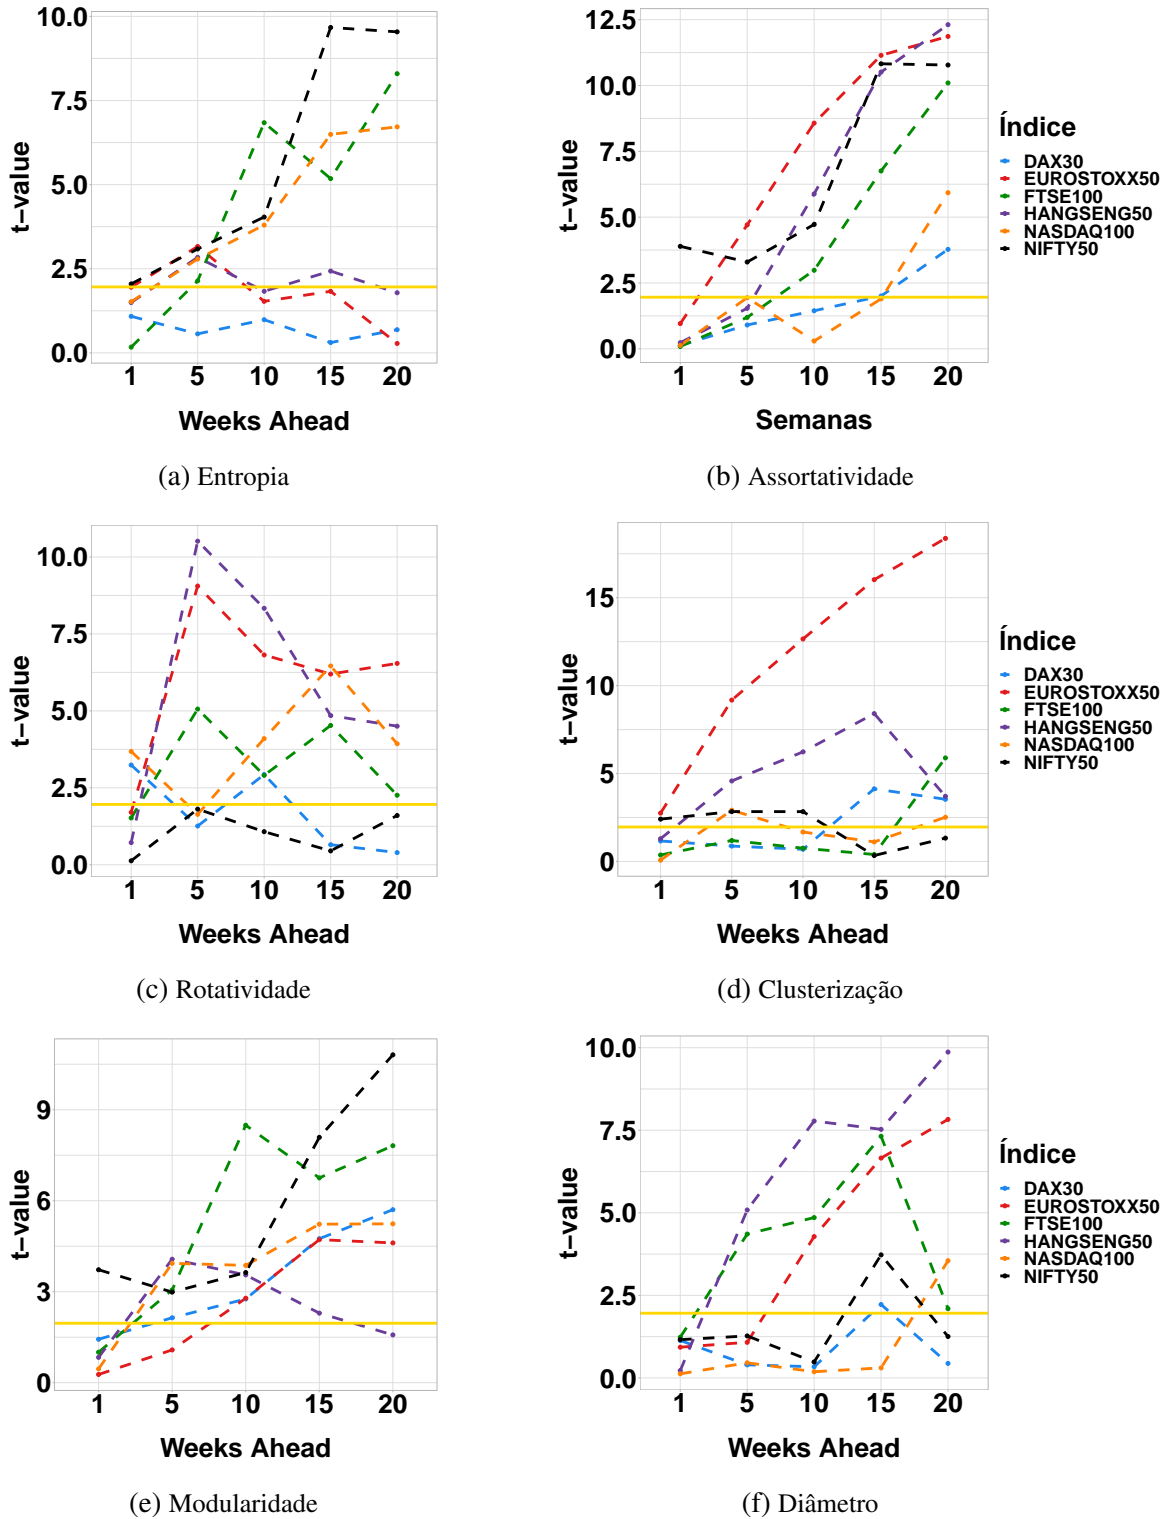 10.0
7.5
5.0
2.5
0.0
t-value
1 5 10 15 20
Weeks Ahead
(a) Entropia
12.5
10.0
7.5
5.0
2.5
0.0
t-value
1 5 10 15 20
Semanas
(b) Assortatividade
Índice
DAX30
EUROSTOXX50
FTSE100
HANGSENG50
NASDAQ100
NIFTY50
10.0
7.5
5.0
2.5
0.0
t-value
1 5 10 15 20
Weeks Ahead
(c) Rotatividade
15
10
5
0
t-value
1 5 10 15 20
Weeks Ahead
(d) Clusterização
Índice
DAX30
EUROSTOXX50
FTSE100
HANGSENG50
NASDAQ100
NIFTY50
9
6
3
0
t-value
1 5 10 15 20
Weeks Ahead
(e) Modularidade
10.0
7.5
5.0
2.5
0.0
t-value
1 5 10 15 20
Weeks Ahead
(f) Diâmetro
Índice
DAX30
EUROSTOXX50
FTSE100
HANGSENG50
NASDAQ100
NIFTY50